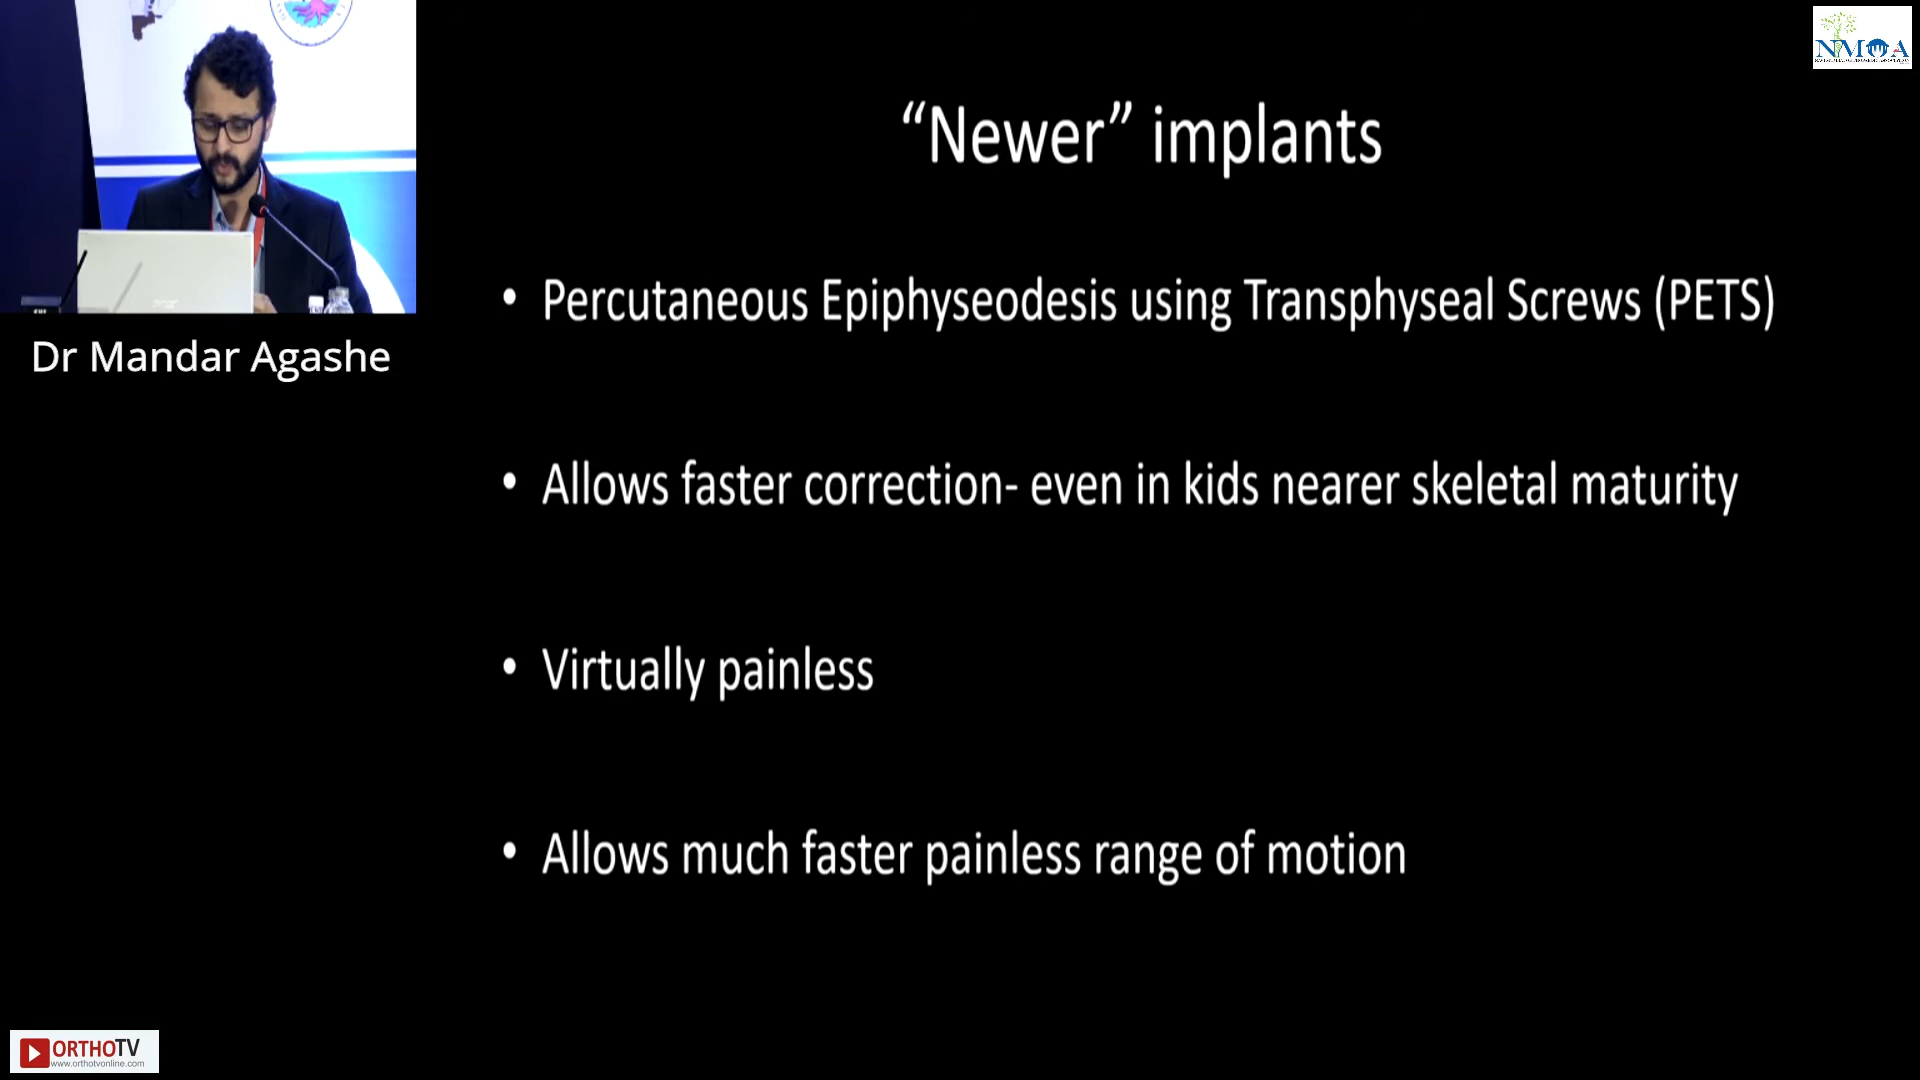 NMOA
Dr Mandar Agashe
“Newer” implants
• Percutaneous Epiphyseodesis using Transphyseal Screws (PETS)
• Allows faster correction- even in kids nearer skeletal maturity
• Virtually painless
• Allows much faster painless range of motion
ORTHOTV
www.orthotvonline.com